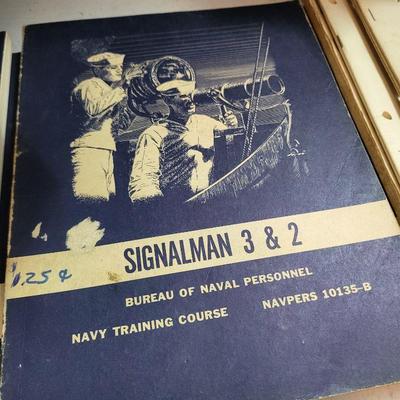 SIGNALMAN 3 & 2
.25 ¢
BUREAU OF NAVAL PERSONNEL
NAVY TRAINING COURSE NAVPERS 10135-B